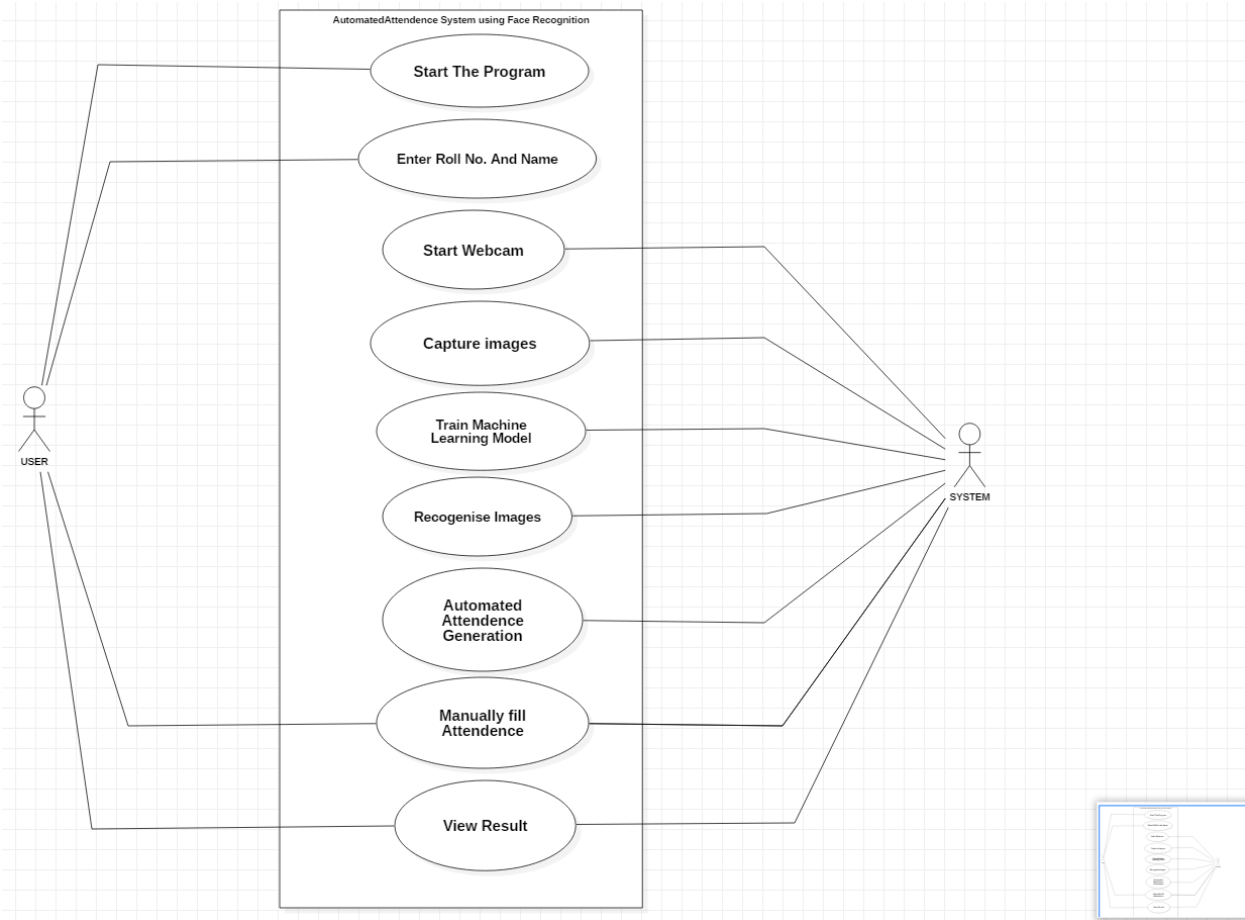 AutomatedAttendence System using Face Recognition
Start The Program
Enter Roll No. And Name
Start Webcam
Capture images
Train Machine
Learning Model
Recogenise Images
Automated
Attendence
Generation
Manually fill
Attendence
View Result
USER
SYSTEM